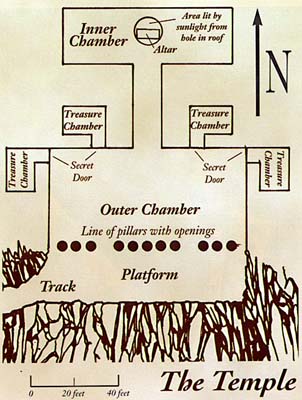 Inner
Chamber
Area lit by
sunlight from
hole in roof
Altar
N
Treasure
Chamber
Treasure
Chamber
Treasure
Chamber
Secret
Door
Secret
Door
Treasure
Chamber
Outer Chamber
Line of pillars with openings
Platform
Track
0 20 feet 40 feet
The Temple